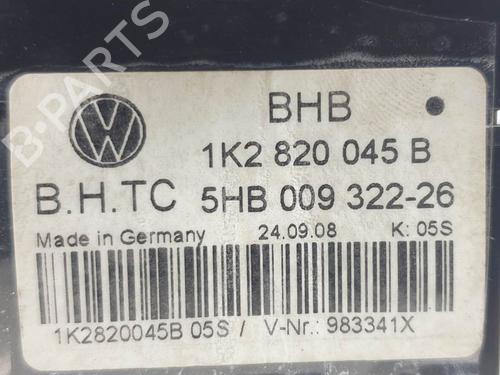 BHB
1K2 820 045 B
B.H.TC 5HB 009 322-26
Made in Germany 24.09.08 K: 05S
1K2820045B 05S / V-Nr.: 983341X
B-PARTS